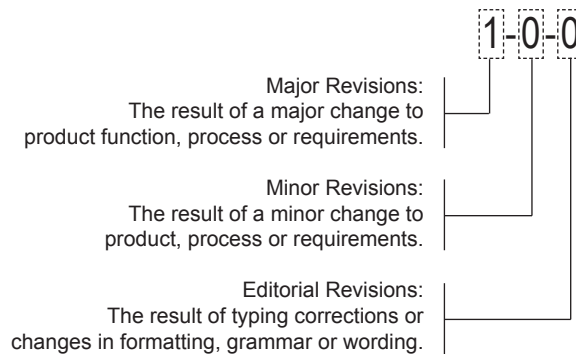 1-0-0
Major Revisions:
The result of a major change to
product function, process or requirements.
Minor Revisions:
The result of a minor change to
product, process or requirements.
Editorial Revisions:
The result of typing corrections or
changes in formatting, grammar or wording.